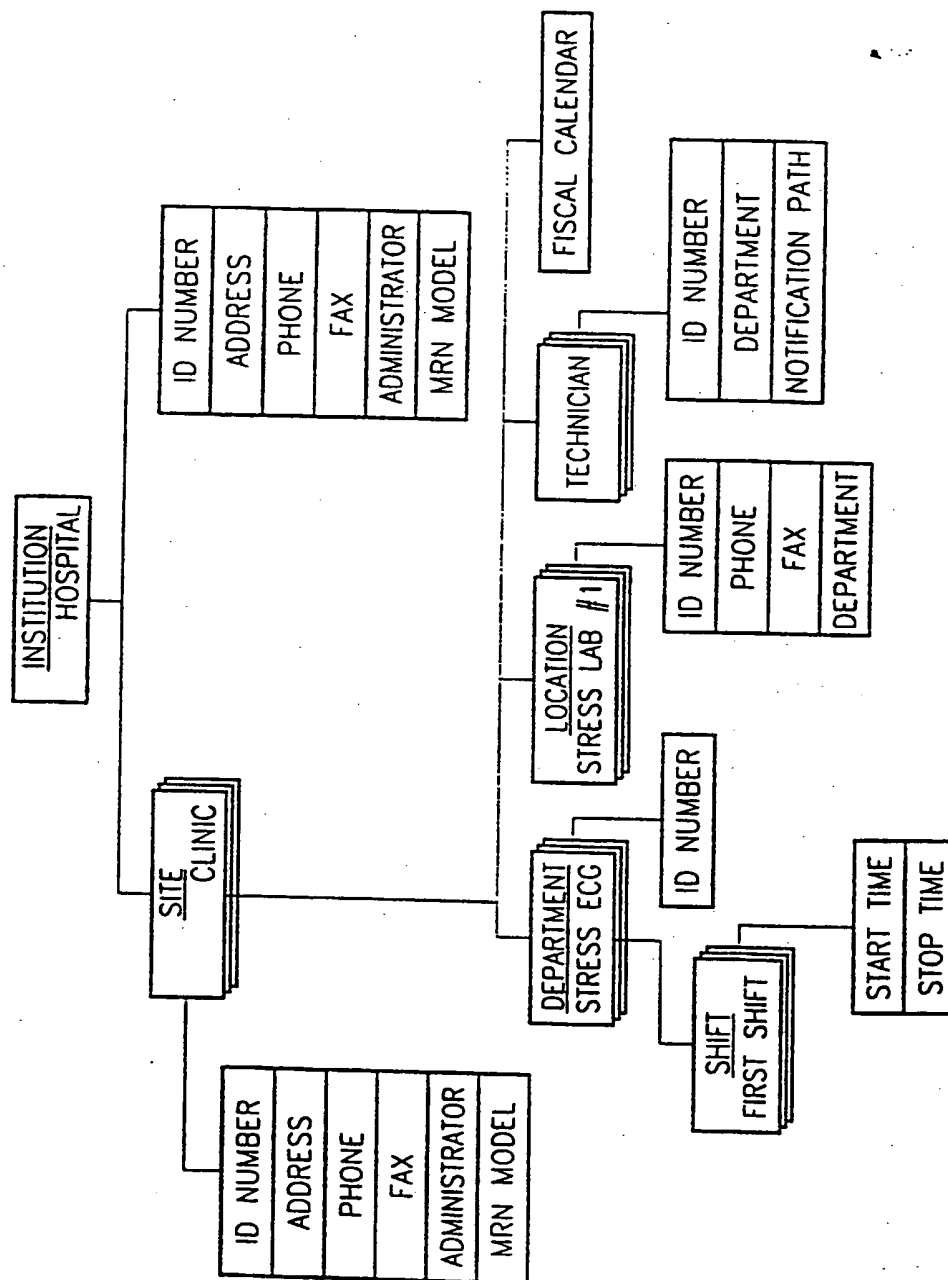 INSTITUTION
HOSPITAL
SITE
CLINIC
ID NUMBER
ADDRESS
PHONE
FAX
ADMINISTRATOR
MRN MODEL
ID NUMBER
ADDRESS
PHONE
FAX
ADMINISTRATOR
MRN MODEL
DEPARTMENT
STRESS ECG
LOCATION
STRESS LAB #1
TECHNICIAN
FISCAL CALENDAR
ID NUMBER
ID NUMBER
PHONE
FAX
DEPARTMENT
ID NUMBER
DEPARTMENT
NOTIFICATION PATH
SHIFT
FIRST SHIFT
START TIME
STOP TIME